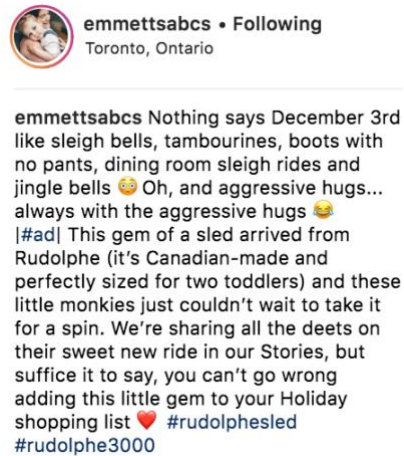 emmettsabcs • Following
Toronto, Ontario
emmettsabcs Nothing says December 3rd
like sleigh bells, tambourines, boots with
no pants, dining room sleigh rides and
jingle bells 😳 Oh, and aggressive hugs...
always with the aggressive hugs 😂
|#ad| This gem of a sled arrived from
Rudolphe (it's Canadian-made and
perfectly sized for two toddlers) and these
little monkies just couldn't wait to take it
for a spin. We're sharing all the deets on
their sweet new ride in our Stories, but
suffice it to say, you can't go wrong
adding this little gem to your Holiday
shopping list ❤️ #rudolphesled
#rudolphe3000